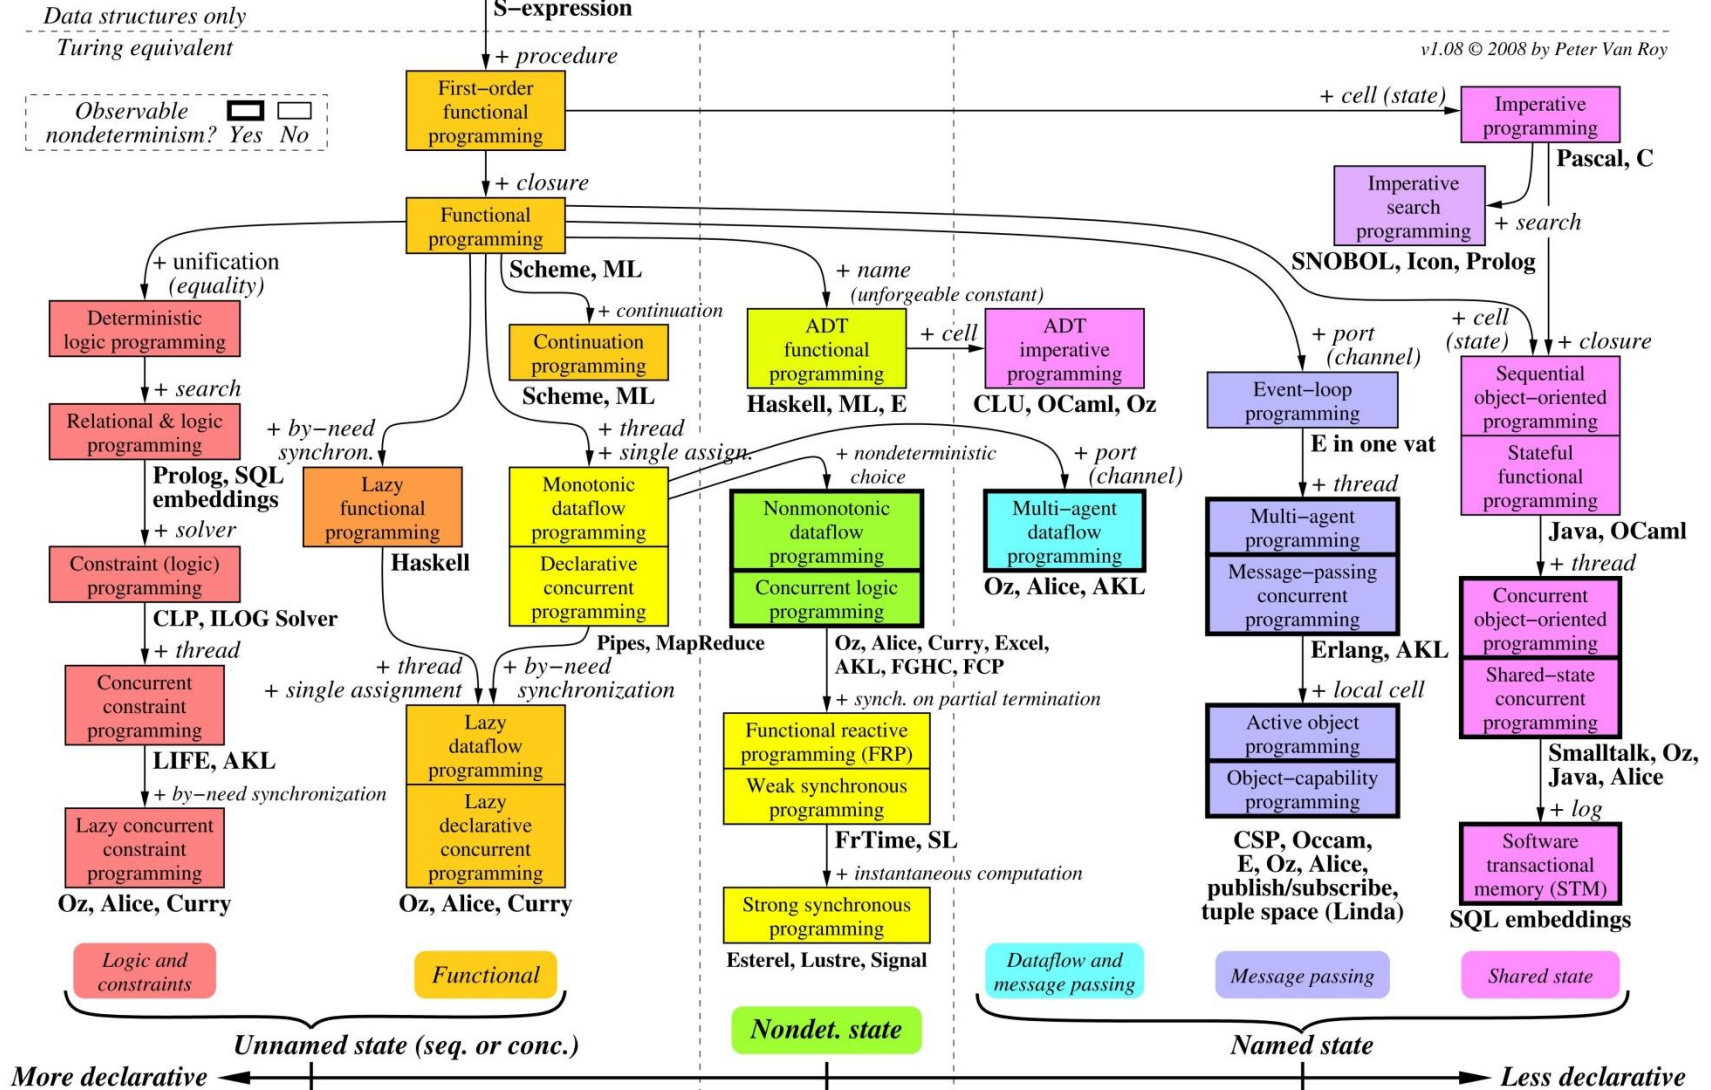 S-expression
Data structures only
Turing equivalent
v1.08 © 2008 by Peter Van Roy
+ procedure
Observable
nondeterminism? Yes No
First-order
functional
programming
+ cell (state)
Imperative
programming
Pascal, C
+ closure
Imperative
search
programming
+ search
SNOBOL, Icon, Prolog
Functional
programming
Scheme, ML
+ unification
(equality)
Deterministic
logic programming
+ search
Relational & logic
programming
Prolog, SQL
embeddings
+ solver
Constraint (logic)
programming
CLP, ILOG Solver
+ thread
Concurrent
constraint
programming
LIFE, AKL
+ by-need synchronization
Lazy concurrent
constraint
programming
Oz, Alice, Curry
+ continuation
Continuation
programming
Scheme, ML
+ by-need
synchron.
Lazy
functional
programming
Haskell
+ thread
+ single assign.
Monotonic
dataflow
programming
Declarative
concurrent
programming
Pipes, MapReduce
+ thread
+ single assignment
+ by-need
synchronization
Lazy
dataflow
programming
Lazy
declarative
concurrent
programming
Oz, Alice, Curry
+ name
(unforgeable constant)
ADT
functional
programming
Haskell, ML, E
+ cell
ADT
imperative
programming
CLU, OCaml, Oz
+ nondeterministic
choice
Nonmonotonic
dataflow
programming
Concurrent logic
programming
Oz, Alice, Curry, Excel,
AKL, FGHC, FCP
+ synch. on partial termination
Functional reactive
programming (FRP)
Weak synchronous
programming
FrTime, SL
+ instantaneous computation
Strong synchronous
programming
Esterel, Lustre, Signal
+ port
(channel)
Multi-agent
dataflow
programming
Oz, Alice, AKL
+ port
(channel)
Event-loop
programming
E in one vat
+ thread
Multi-agent
programming
Message-passing
concurrent
programming
Erlang, AKL
+ local cell
Active object
programming
Object-capability
programming
CSP, Occam,
E, Oz, Alice,
publish/subscribe,
tuple space (Linda)
+ cell
(state)
+ closure
Sequential
object-oriented
programming
Stateful
functional
programming
Java, OCaml
+ thread
Concurrent
object-oriented
programming
Shared-state
concurrent
programming
Smalltalk, Oz,
Java, Alice
+ log
Software
transactional
memory (STM)
SQL embeddings
Logic and
constraints
Functional
Dataflow and
message passing
Message passing
Shared state
Unnamed state (seq. or conc.)
Nondet. state
Named state
More declarative
Less declarative